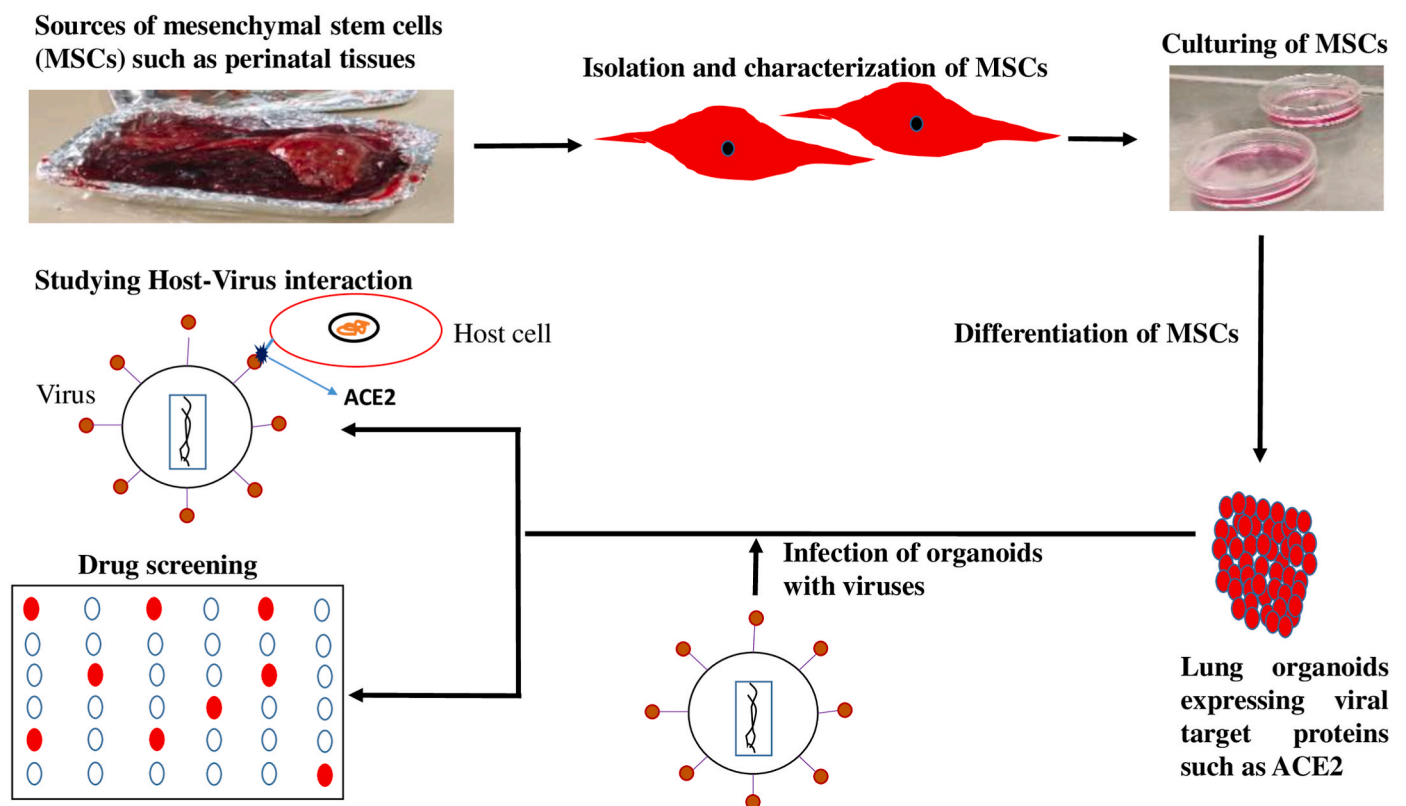 Sources of mesenchymal stem cells
(MSCs) such as perinatal tissues
Isolation and characterization of MSCs
Culturing of MSCs
Studying Host-Virus interaction
Host cell
Virus
ACE2
Differentiation of MSCs
Infection of organoids
with viruses
Drug screening
Lung organoids
expressing viral
target proteins
such as ACE2